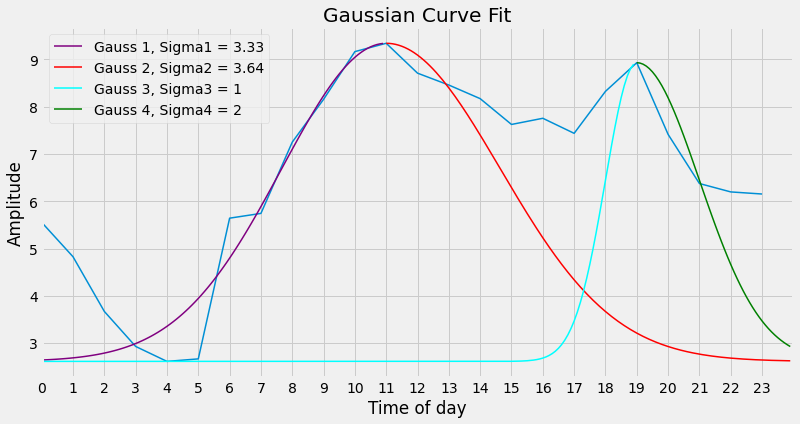 Gaussian Curve Fit
Gauss 1, Sigma1 = 3.33
Gauss 2, Sigma2 = 3.64
Gauss 3, Sigma3 = 1
Gauss 4, Sigma4 = 2
Amplitude
9
8
7
6
5
4
3
0 1 2 3 4 5 6 7 8 9 10 11 12 13 14 15 16 17 18 19 20 21 22 23
Time of day